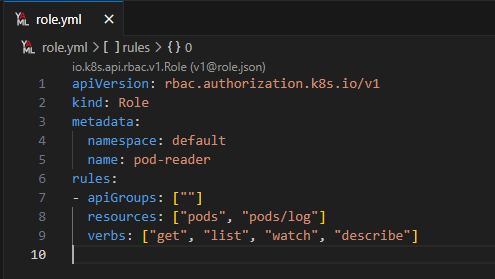 role.yml ×
role.yml > [ ] rules > { } 0
io.k8s.api.rbac.v1.Role (v1@role.json)
1 apiVersion: rbac.authorization.k8s.io/v1
2 kind: Role
3 metadata:
4   namespace: default
5   name: pod-reader
6 rules:
7 - apiGroups: [""]
8   resources: ["pods", "pods/log"]
9   verbs: ["get", "list", "watch", "describe"]
10